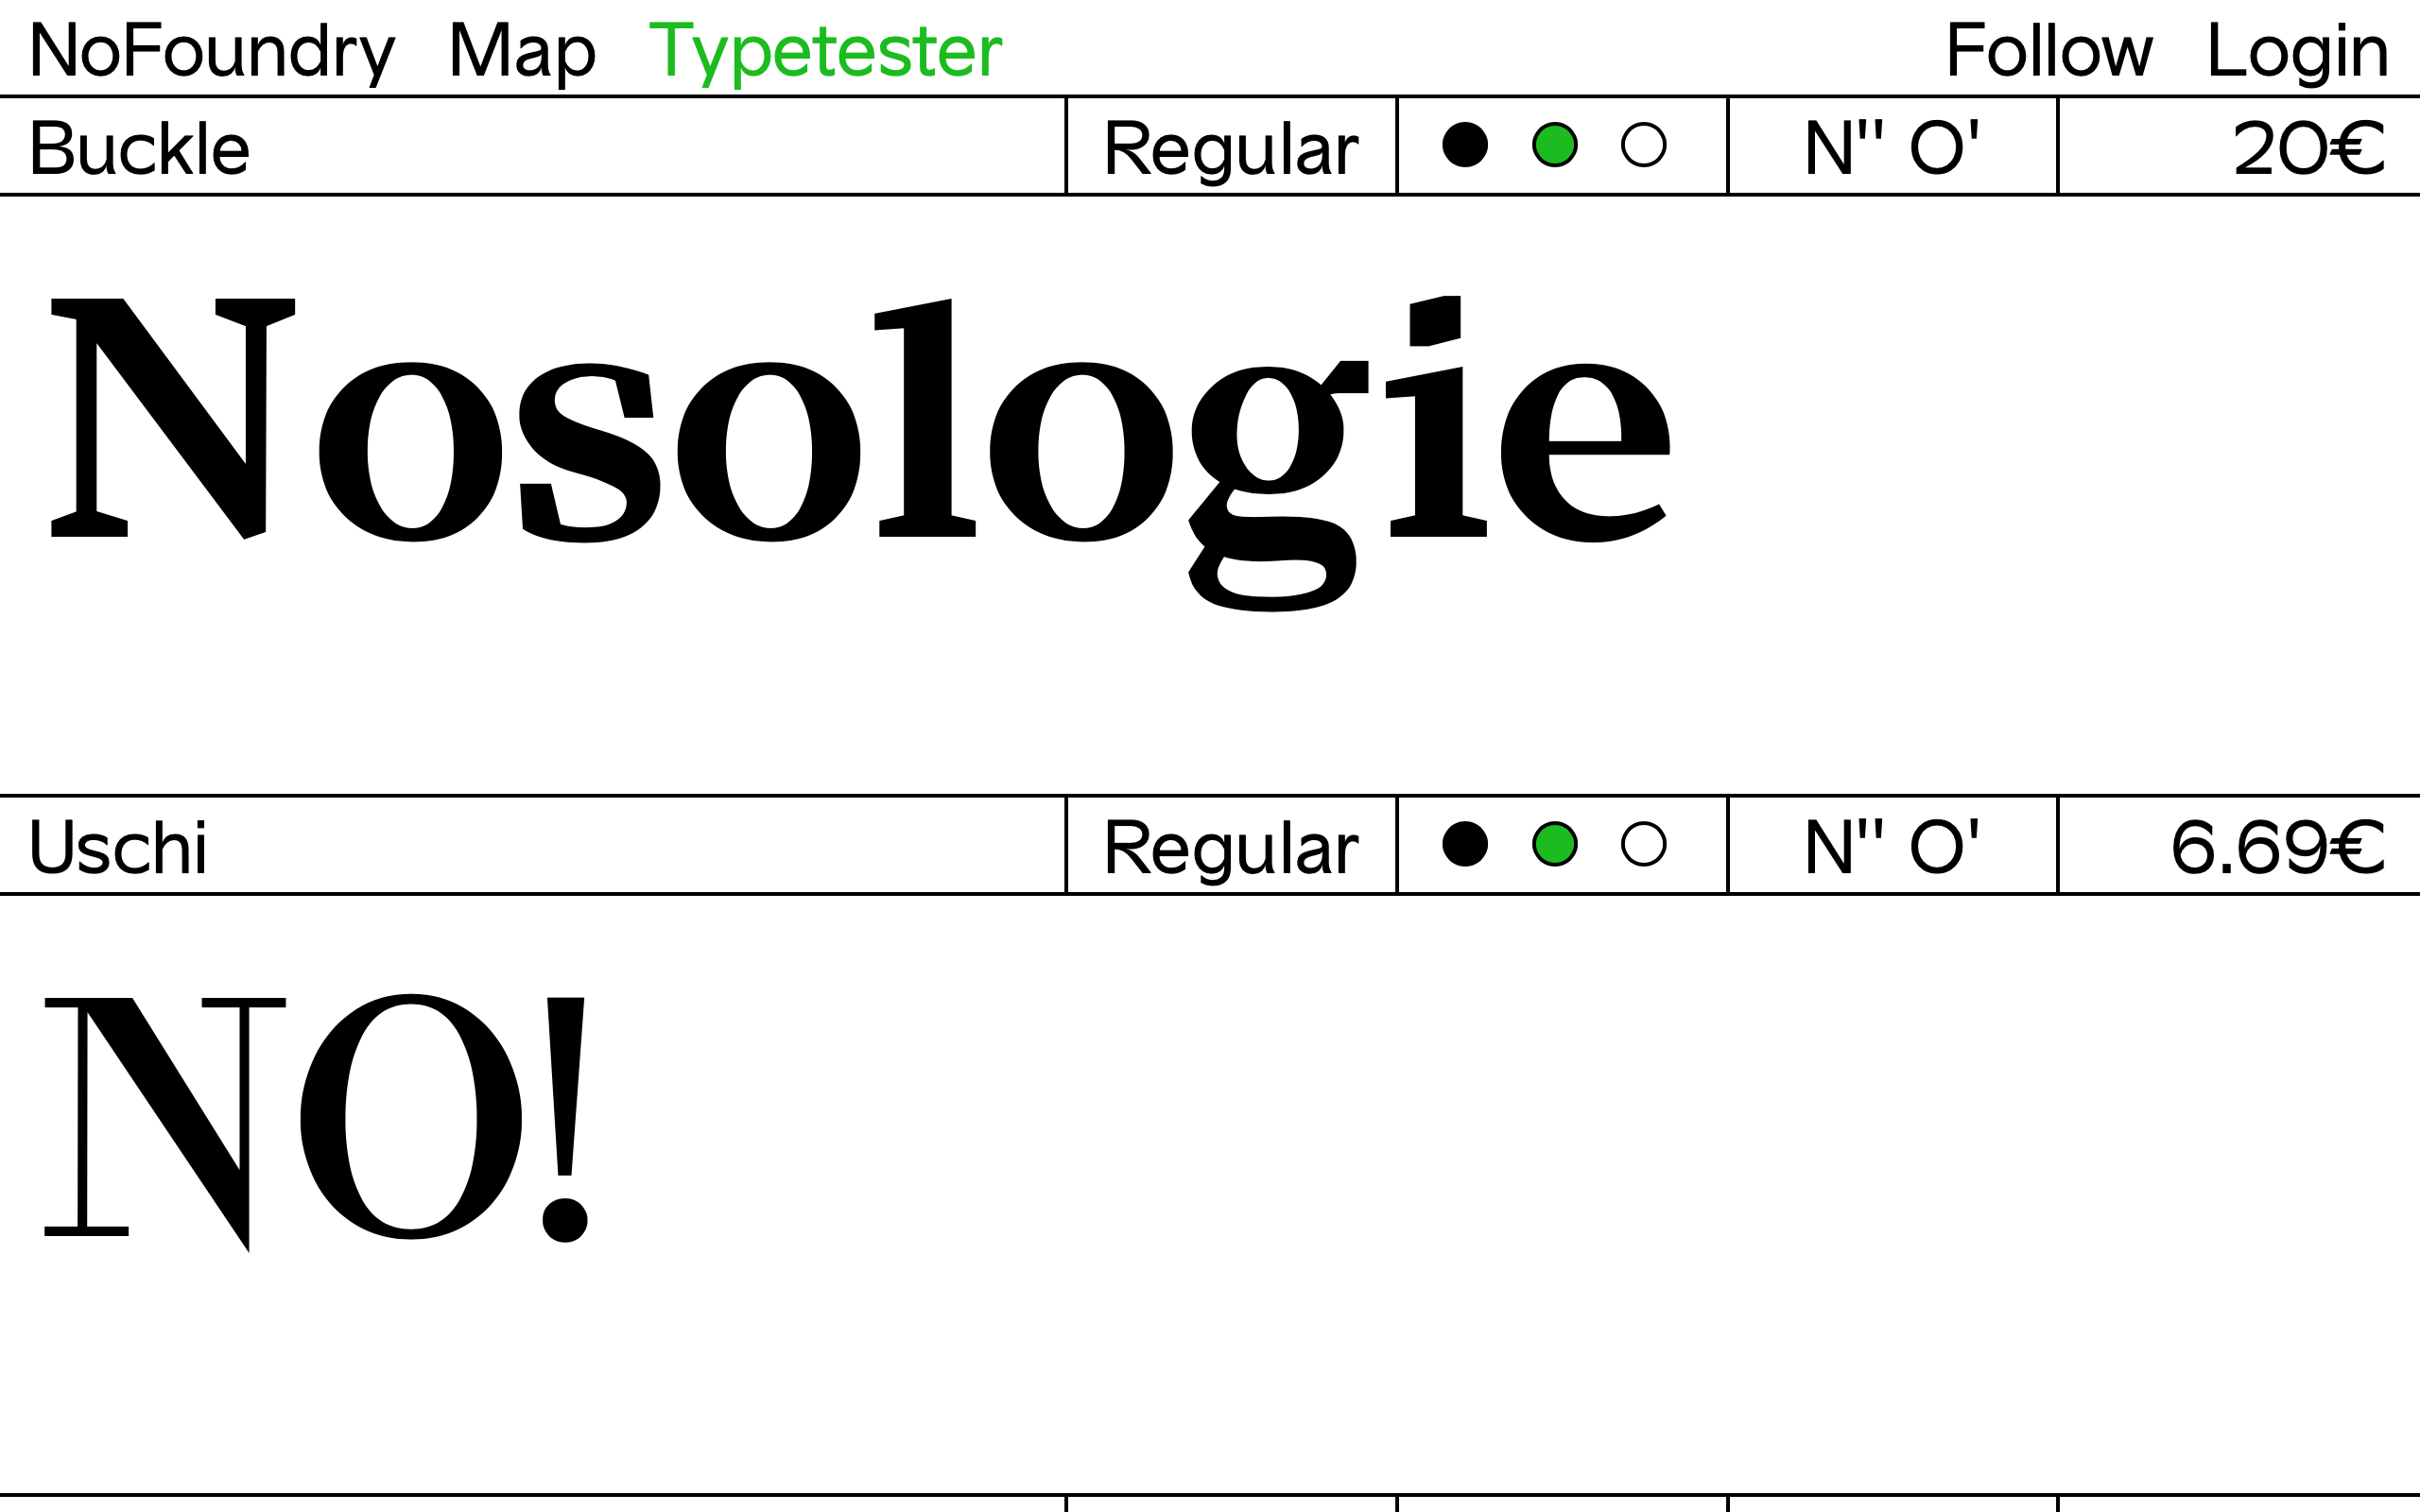 NoFoundry Map Typetester Follow Login
Buckle Regular N" O' 20€
Nosologie
Uschi Regular N" O' 6.69€
NO!